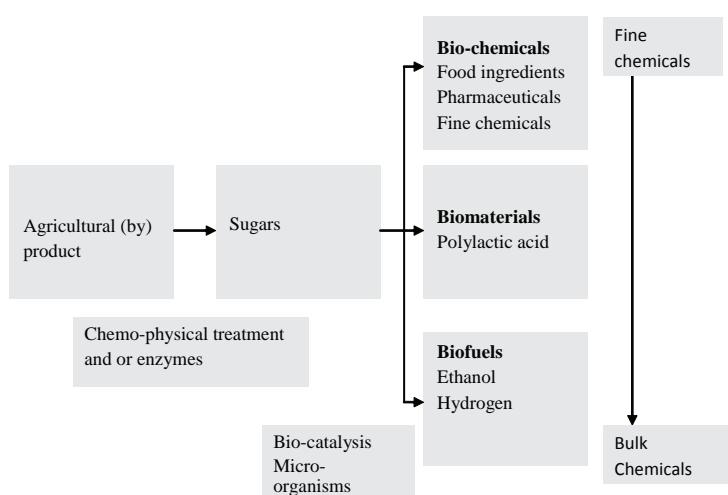 Agricultural (by)
product
Chemo-physical treatment
and or enzymes
Sugars
Bio-catalysis
Micro-
organisms
Bio-chemicals
Food ingredients
Pharmaceuticals
Fine chemicals
Biomaterials
Polylactic acid
Biofuels
Ethanol
Hydrogen
Fine
chemicals
Bulk
Chemicals